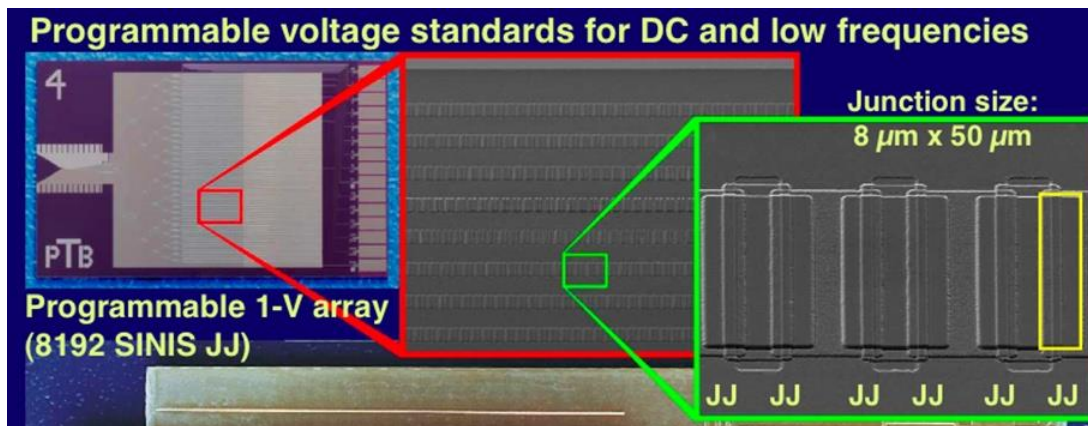 Programmable voltage standards for DC and low frequencies
4
PTB
Junction size:
8 µm x 50 µm
Programmable 1-V array
(8192 SINIS JJ)
JJ JJ JJ JJ JJ JJ